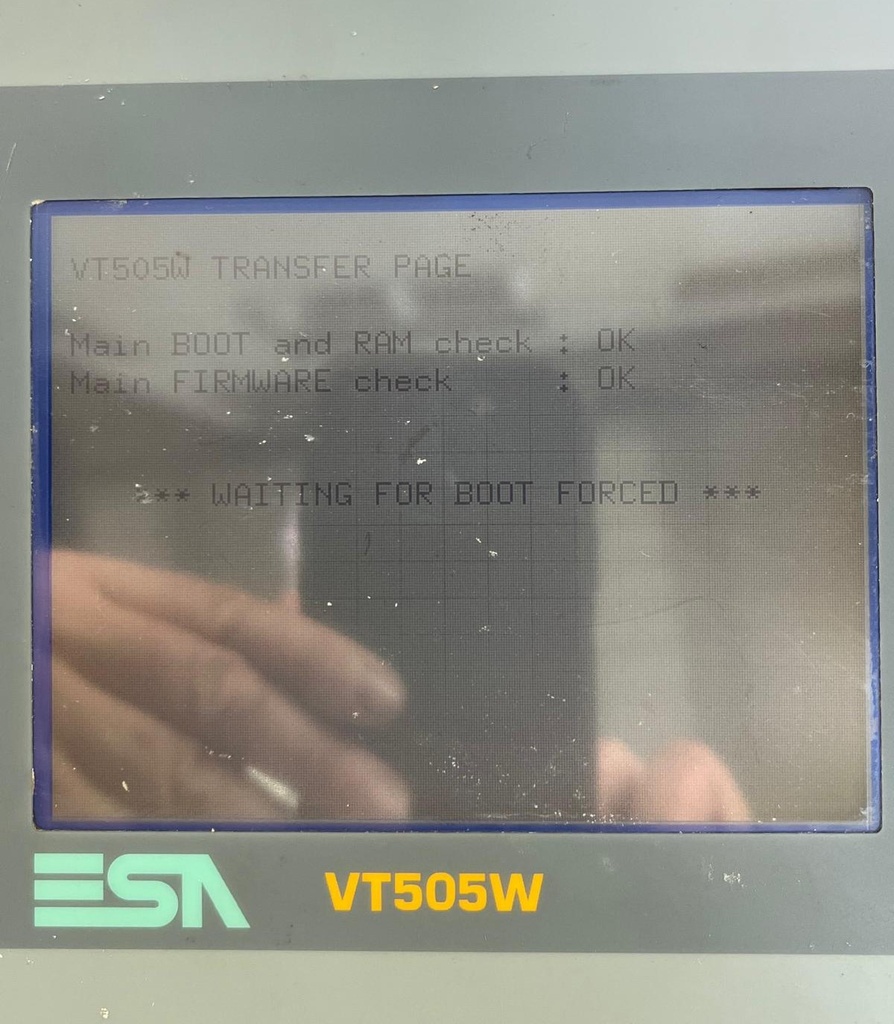 VT505W TRANSFER PAGE
Main BOOT and RAM check : OK
Main FIRMWARE check : OK
*** WAITING FOR BOOT FORCED ***
ESA VT505W